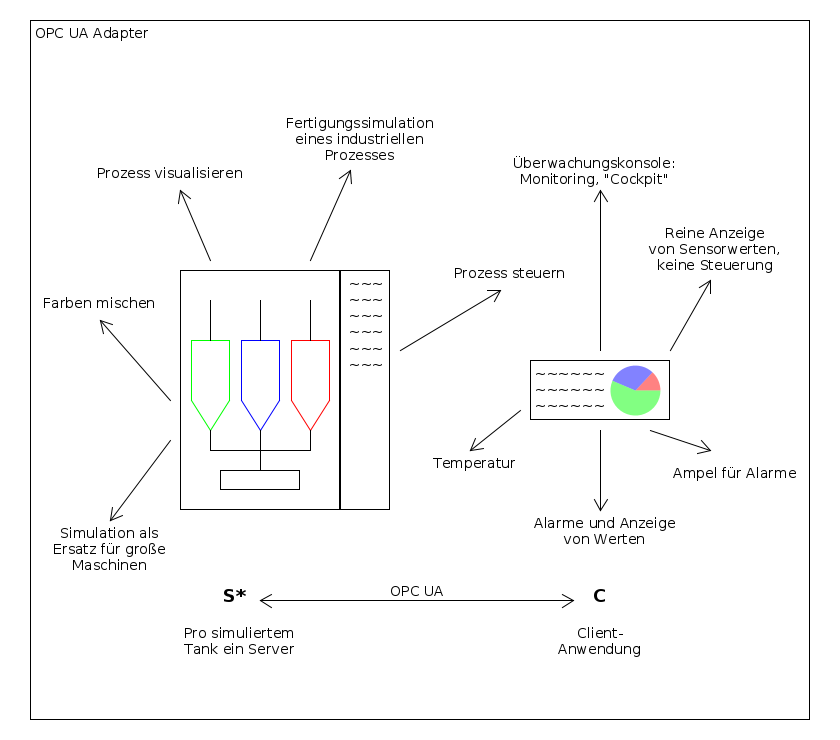 OPC UA Adapter
Fertigungssimulation
eines industriellen
Prozesses
Prozess visualisieren
Überwachungskonsole:
Monitoring, "Cockpit"
Reine Anzeige
von Sensorwerten,
keine Steuerung
Prozess steuern
Farben mischen
~~~
~~~
~~~
~~~
~~~
~~~
~~~~~~
~~~~~~
~~~~~~
Temperatur
Ampel für Alarme
Alarme und Anzeige
von Werten
Simulation als
Ersatz für große
Maschinen
S*
OPC UA
C
Pro simuliertem
Tank ein Server
Client-
Anwendung